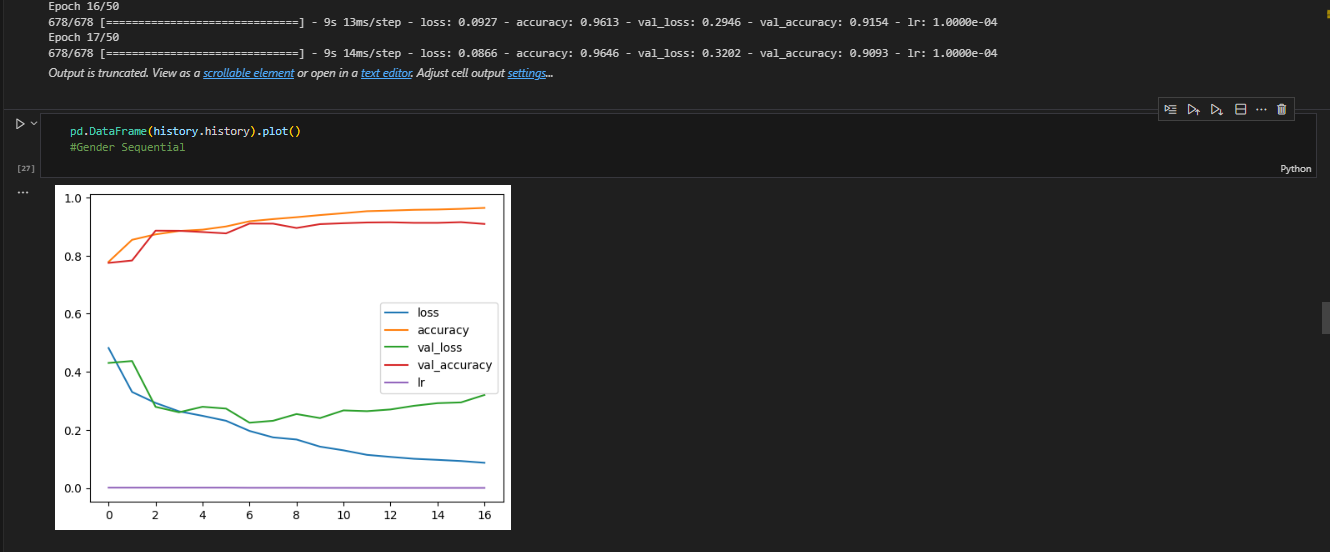 Epoch 16/50
678/678 [==============================] - 9s 13ms/step - loss: 0.0927 - accuracy: 0.9613 - val_loss: 0.2946 - val_accuracy: 0.9154 - lr: 1.0000e-04
Epoch 17/50
678/678 [==============================] - 9s 14ms/step - loss: 0.0866 - accuracy: 0.9646 - val_loss: 0.3202 - val_accuracy: 0.9093 - lr: 1.0000e-04
Output is truncated. View as a scrollable element or open in a text editor. Adjust cell output settings...
pd.DataFrame(history.history).plot()
#Gender Sequential
[27]
Python
1.0
0.8
0.6
0.4
0.2
0.0
loss
accuracy
val_loss
val_accuracy
lr
0 2 4 6 8 10 12 14 16